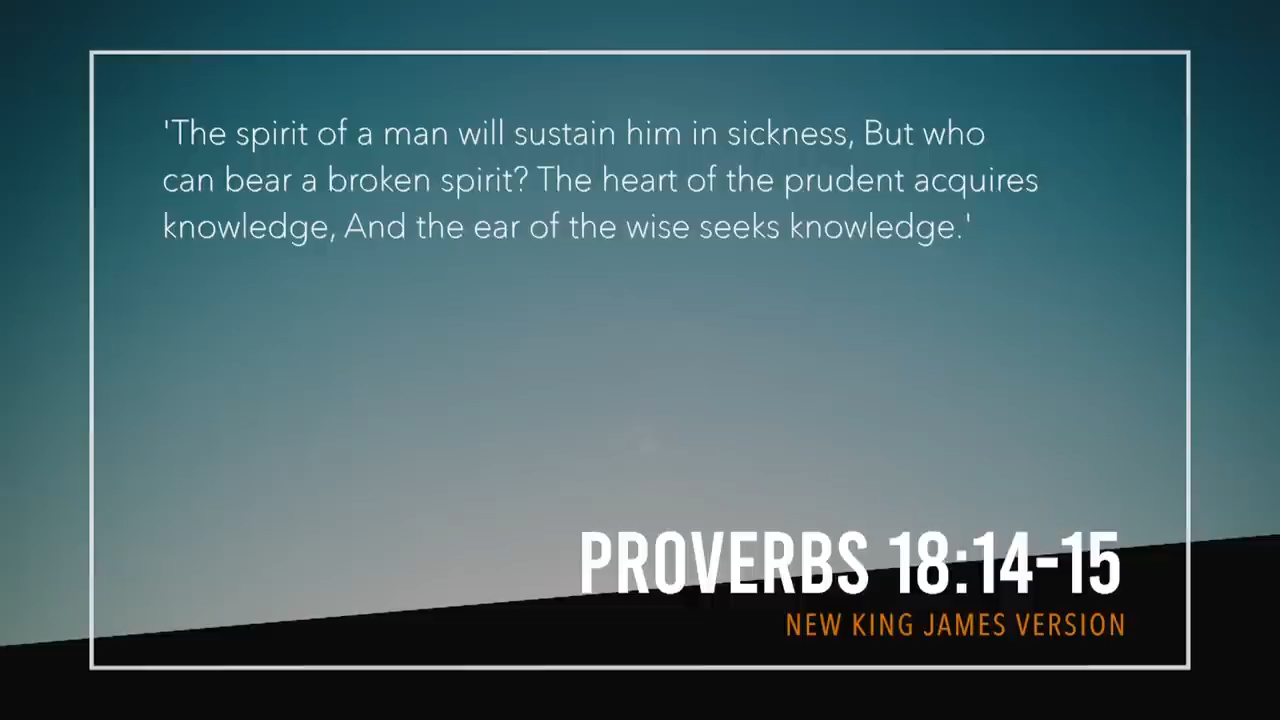 'The spirit of a man will sustain him in sickness, But who
can bear a broken spirit? The heart of the prudent acquires
knowledge, And the ear of the wise seeks knowledge.'
PROVERBS 18:14-15
NEW KING JAMES VERSION